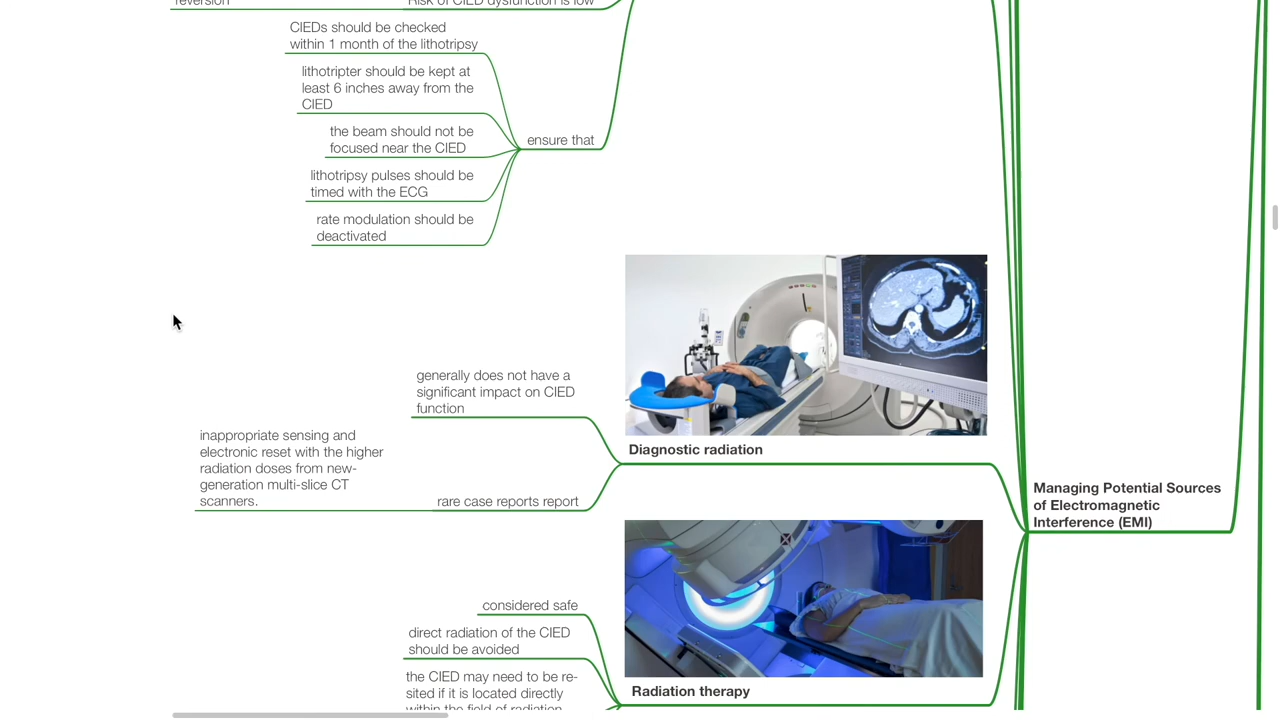 reversion
Risk of CIED dysfunction is low
CIEDs should be checked
within 1 month of the lithotripsy
lithotripter should be kept at
least 6 inches away from the
CIED
the beam should not be
focused near the CIED
ensure that
lithotripsy pulses should be
timed with the ECG
rate modulation should be
deactivated
generally does not have a
significant impact on CIED
function
inappropriate sensing and
electronic reset with the higher
radiation doses from new-
generation multi-slice CT
scanners.
rare case reports report
Diagnostic radiation
Managing Potential Sources
of Electromagnetic
Interference (EMI)
considered safe
direct radiation of the CIED
should be avoided
the CIED may need to be re-
sited if it is located directly
within the field of radiation
Radiation therapy